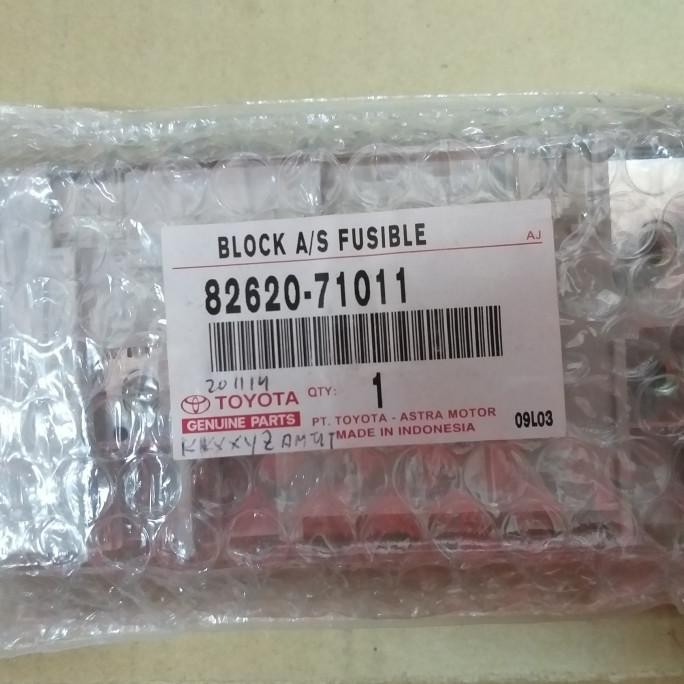 BLOCK A/S FUSIBLE
AJ
82620-71011
201114
TOYOTA QTY: 1
GENUINE PARTS PT. TOYOTA - ASTRA MOTOR
MADE IN INDONESIA 09L03